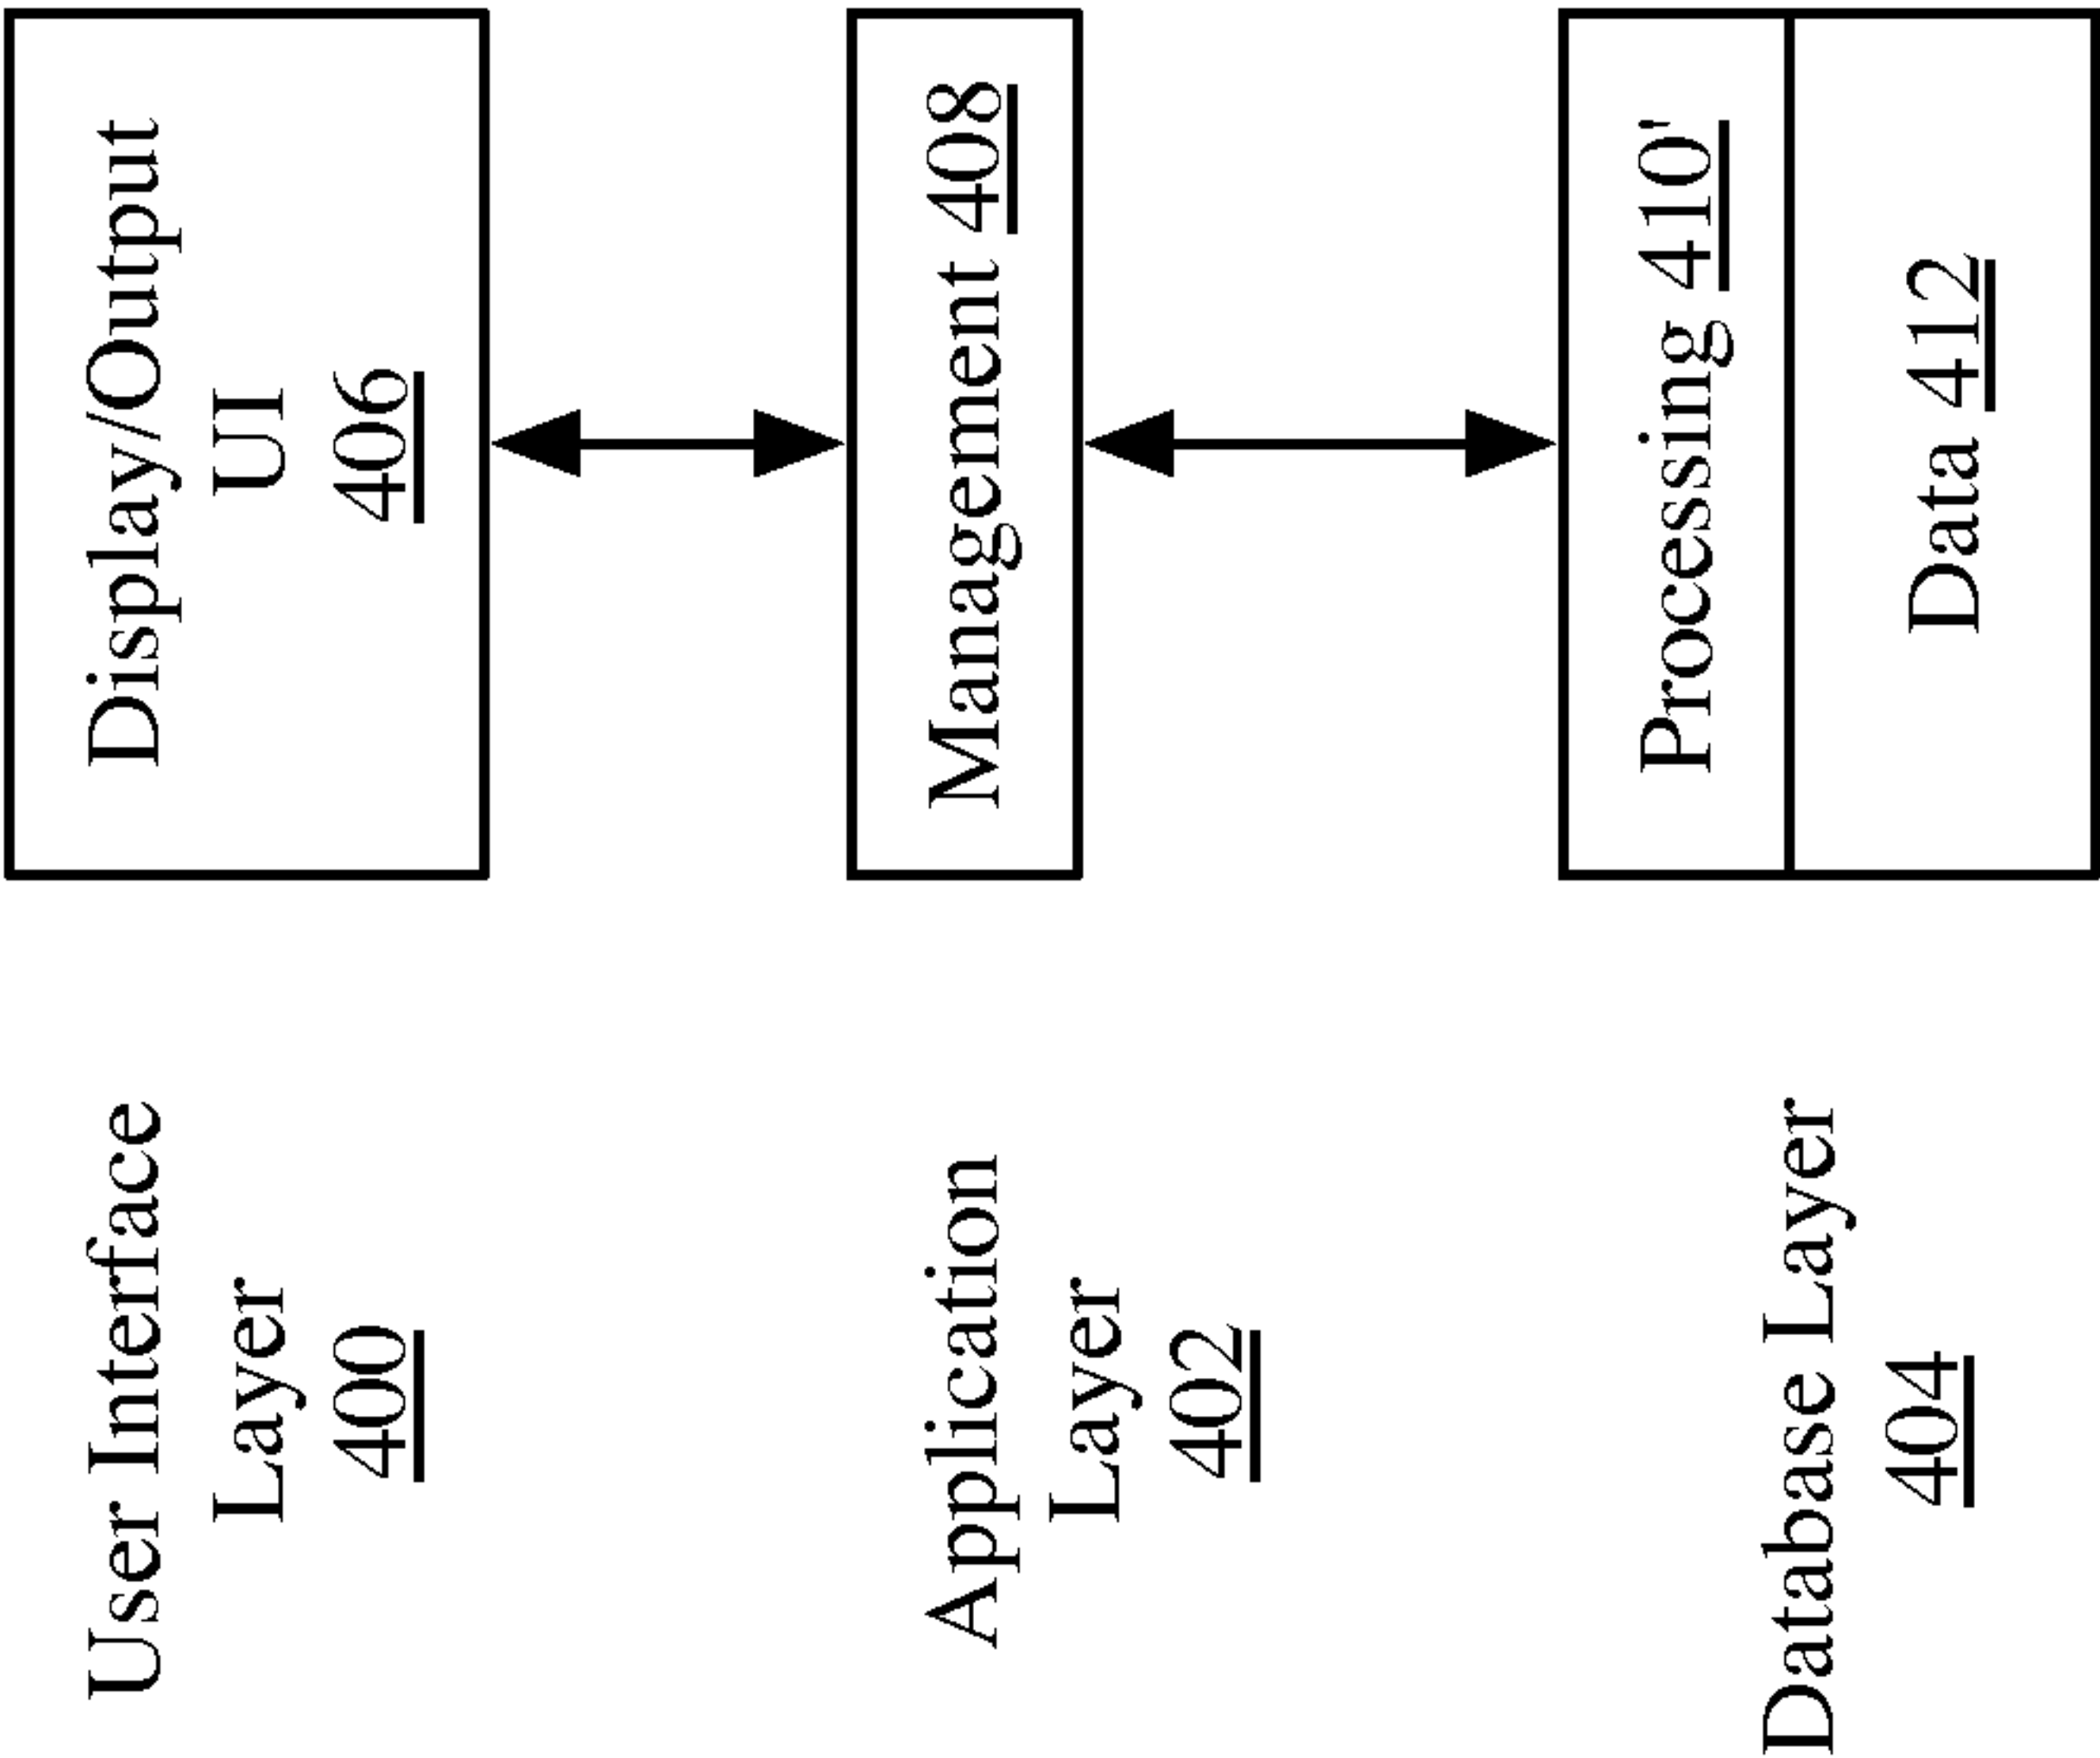 User Interface
Layer
400
Display/Output
UI
406
Application
Layer
402
Management 408
Database Layer
404
Processing 410'
Data 412